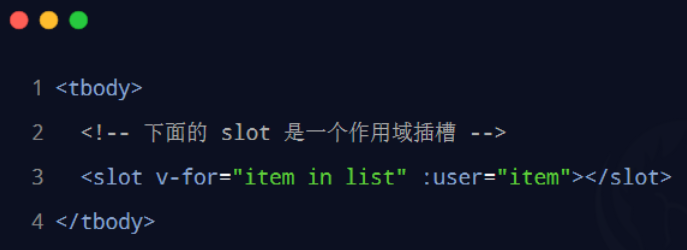 1 <tbody>
2 <!-- 下面的 slot 是一个作用域插槽 -->
3 <slot v-for="item in list" :user="item"></slot>
4 </tbody>